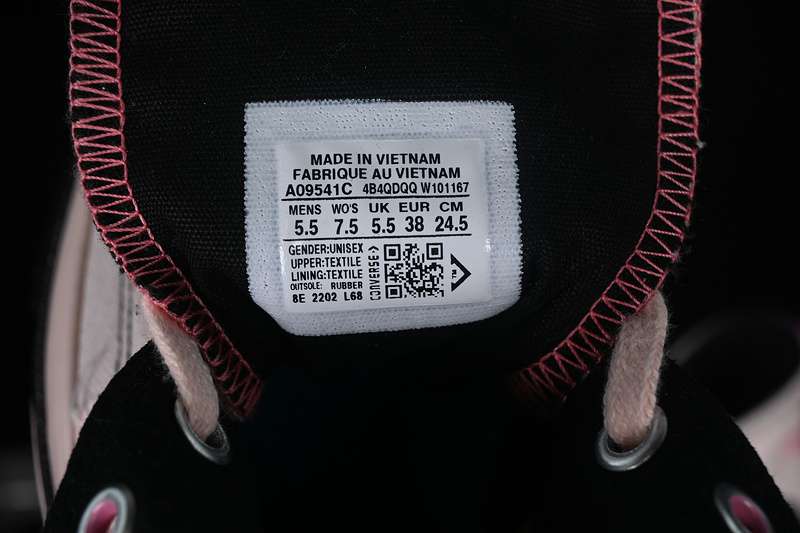 MADE IN VIETNAM
FABRIQUE AU VIETNAM
A09541C 4B4QDQQ W101167
MENS WO'S UK EUR CM
5.5 7.5 5.5 38 24.5
GENDER:UNISEX
UPPER:TEXTILE
LINING:TEXTILE
OUTSOLE: RUBBER
8E 2202 L68
CONVERSE
TM